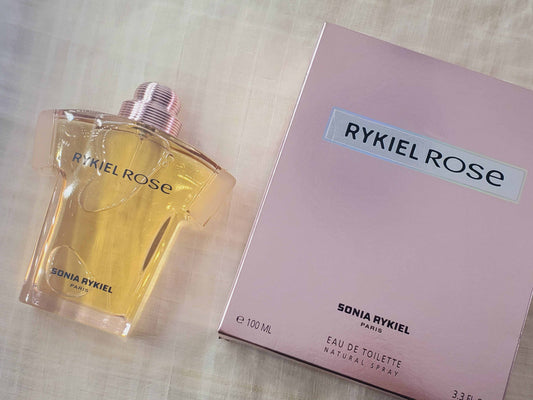 RYKIEL ROSe
SONIA RYKIEL
PARIS
RYKIEL ROSe
SONIA RYKIEL
PARIS
e 100 ML
EAU DE TOILETTE
NATURAL SPRAY
3.3 FL